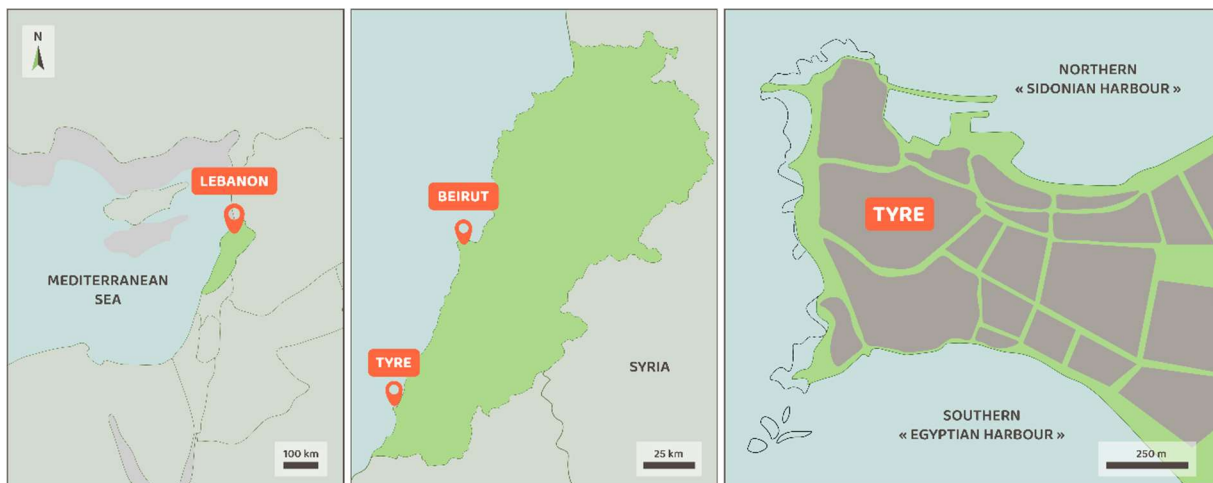 N
LEBANON
MEDITERRANEAN
SEA
100 km
BEIRUT
TYRE
SYRIA
25 km
NORTHERN
« SIDONIAN HARBOUR »
TYRE
SOUTHERN
« EGYPTIAN HARBOUR »
250 m